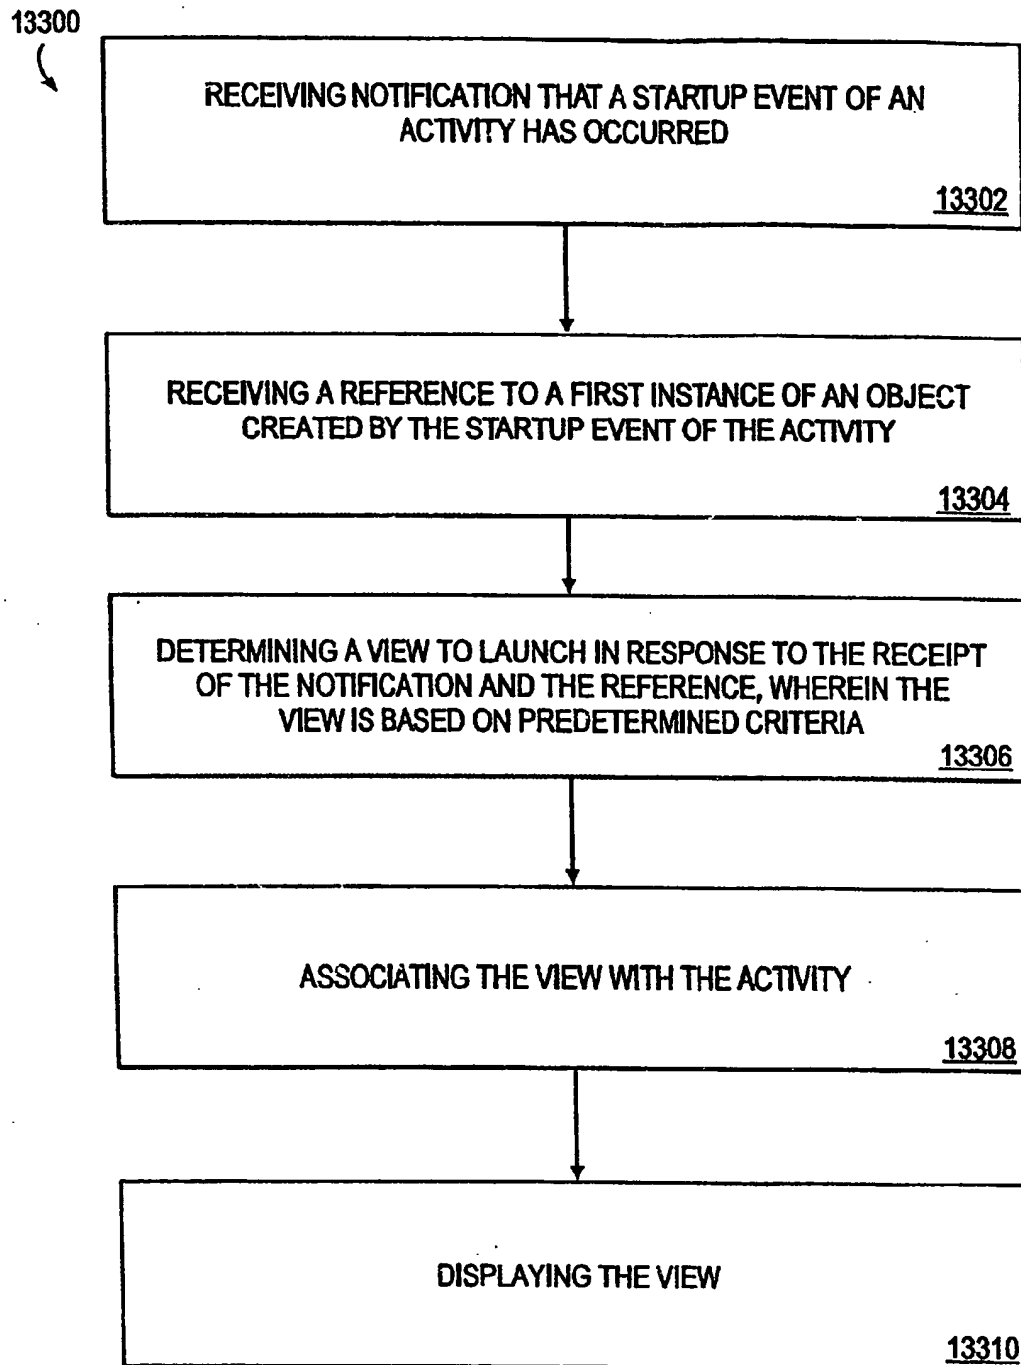 13300
RECEIVING NOTIFICATION THAT A STARTUP EVENT OF AN
ACTIVITY HAS OCCURRED
13302
RECEIVING A REFERENCE TO A FIRST INSTANCE OF AN OBJECT
CREATED BY THE STARTUP EVENT OF THE ACTIVITY
13304
DETERMINING A VIEW TO LAUNCH IN RESPONSE TO THE RECEIPT
OF THE NOTIFICATION AND THE REFERENCE, WHEREIN THE
VIEW IS BASED ON PREDETERMINED CRITERIA
13306
ASSOCIATING THE VIEW WITH THE ACTIVITY
13308
DISPLAYING THE VIEW
13310